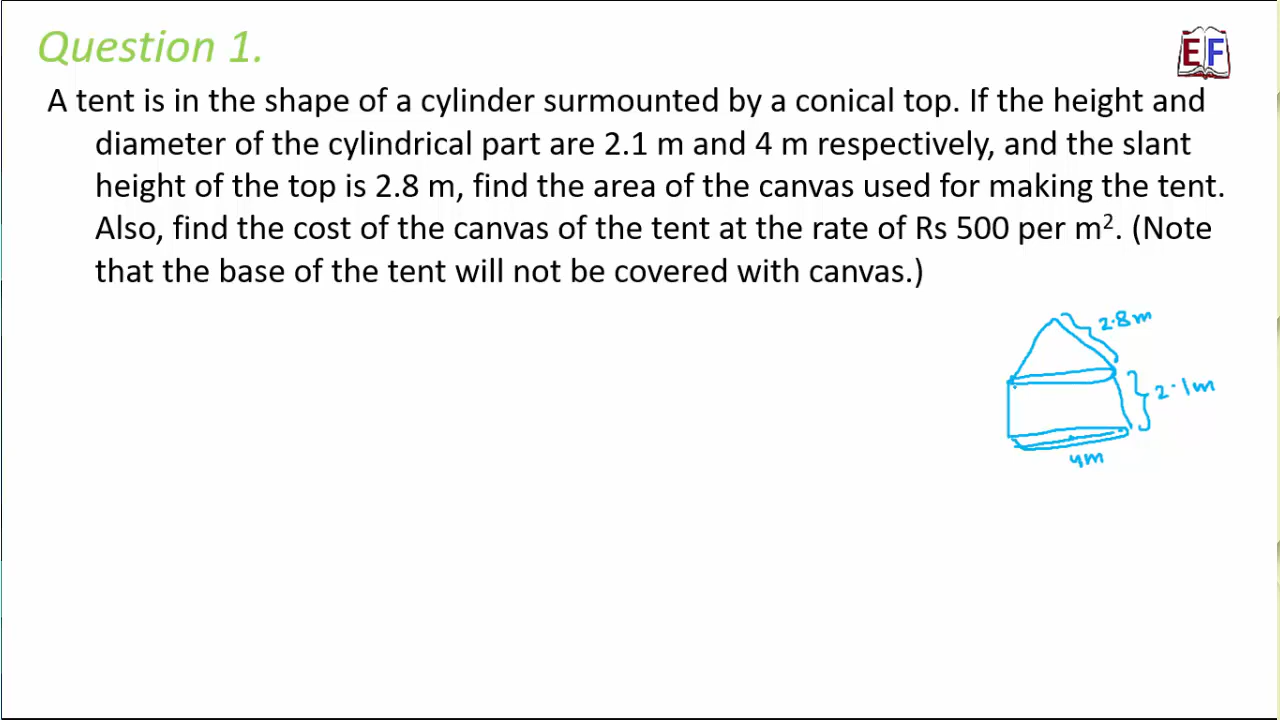 Question 1.
EF
A tent is in the shape of a cylinder surmounted by a conical top. If the height and
diameter of the cylindrical part are 2.1 m and 4 m respectively, and the slant
height of the top is 2.8 m, find the area of the canvas used for making the tent.
Also, find the cost of the canvas of the tent at the rate of Rs 500 per m². (Note
that the base of the tent will not be covered with canvas.)
2.8m
2.1m
4m